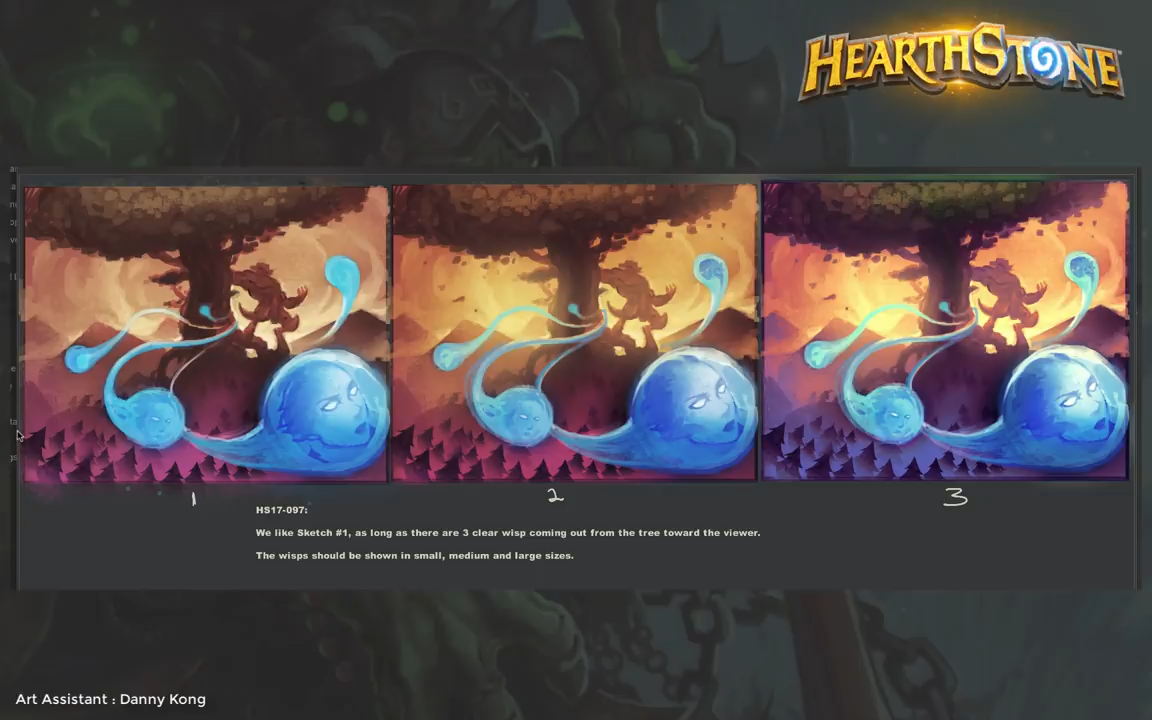 HEARTHSTONE
1
2
3
HS17-097:
We like Sketch #1, as long as there are 3 clear wisp coming out from the tree toward the viewer.
The wisps should be shown in small, medium and large sizes.
Art Assistant : Danny Kong